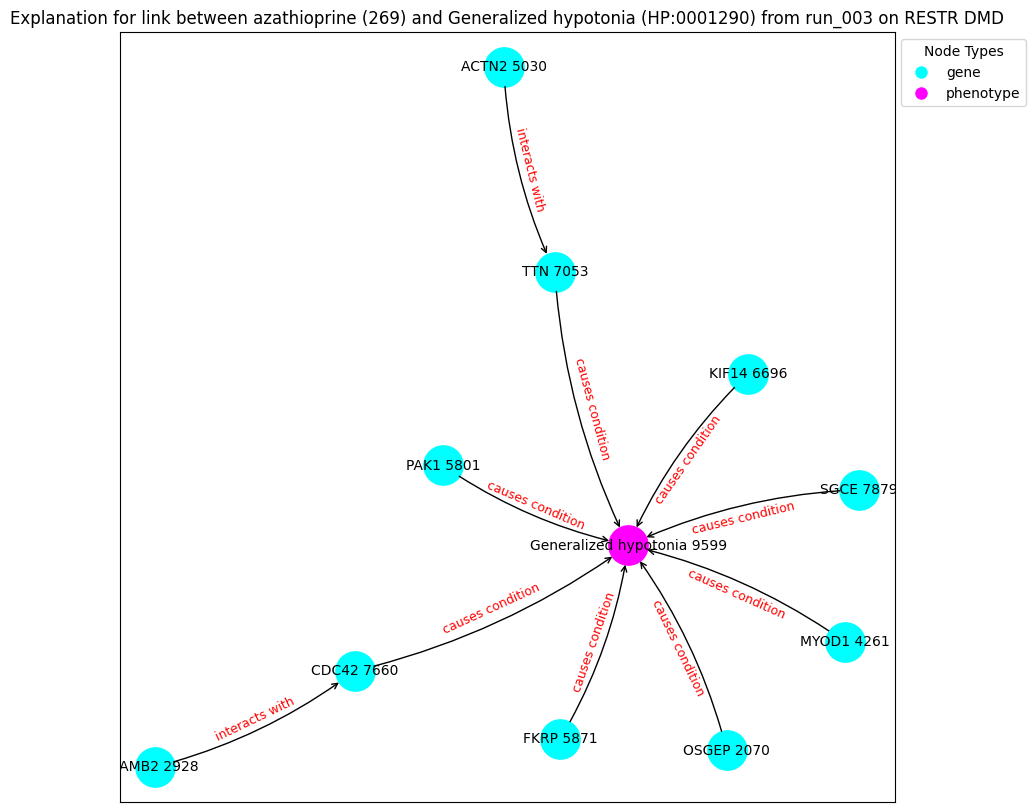 Explanation for link between azathioprine (269) and Generalized hypotonia (HP:0001290) from run_003 on RESTR DMD
Node Types
gene
phenotype
ACTN2 5030
interacts with
TTN 7053
causes condition
KIF14 6696
causes condition
PAK1 5801
causes condition
SGCE 7879
causes condition
Generalized hypotonia 9599
causes condition
MYOD1 4261
causes condition
CDC42 7660
causes condition
causes condition
interacts with
FKRP 5871
OSGEP 2070
AMB2 2928